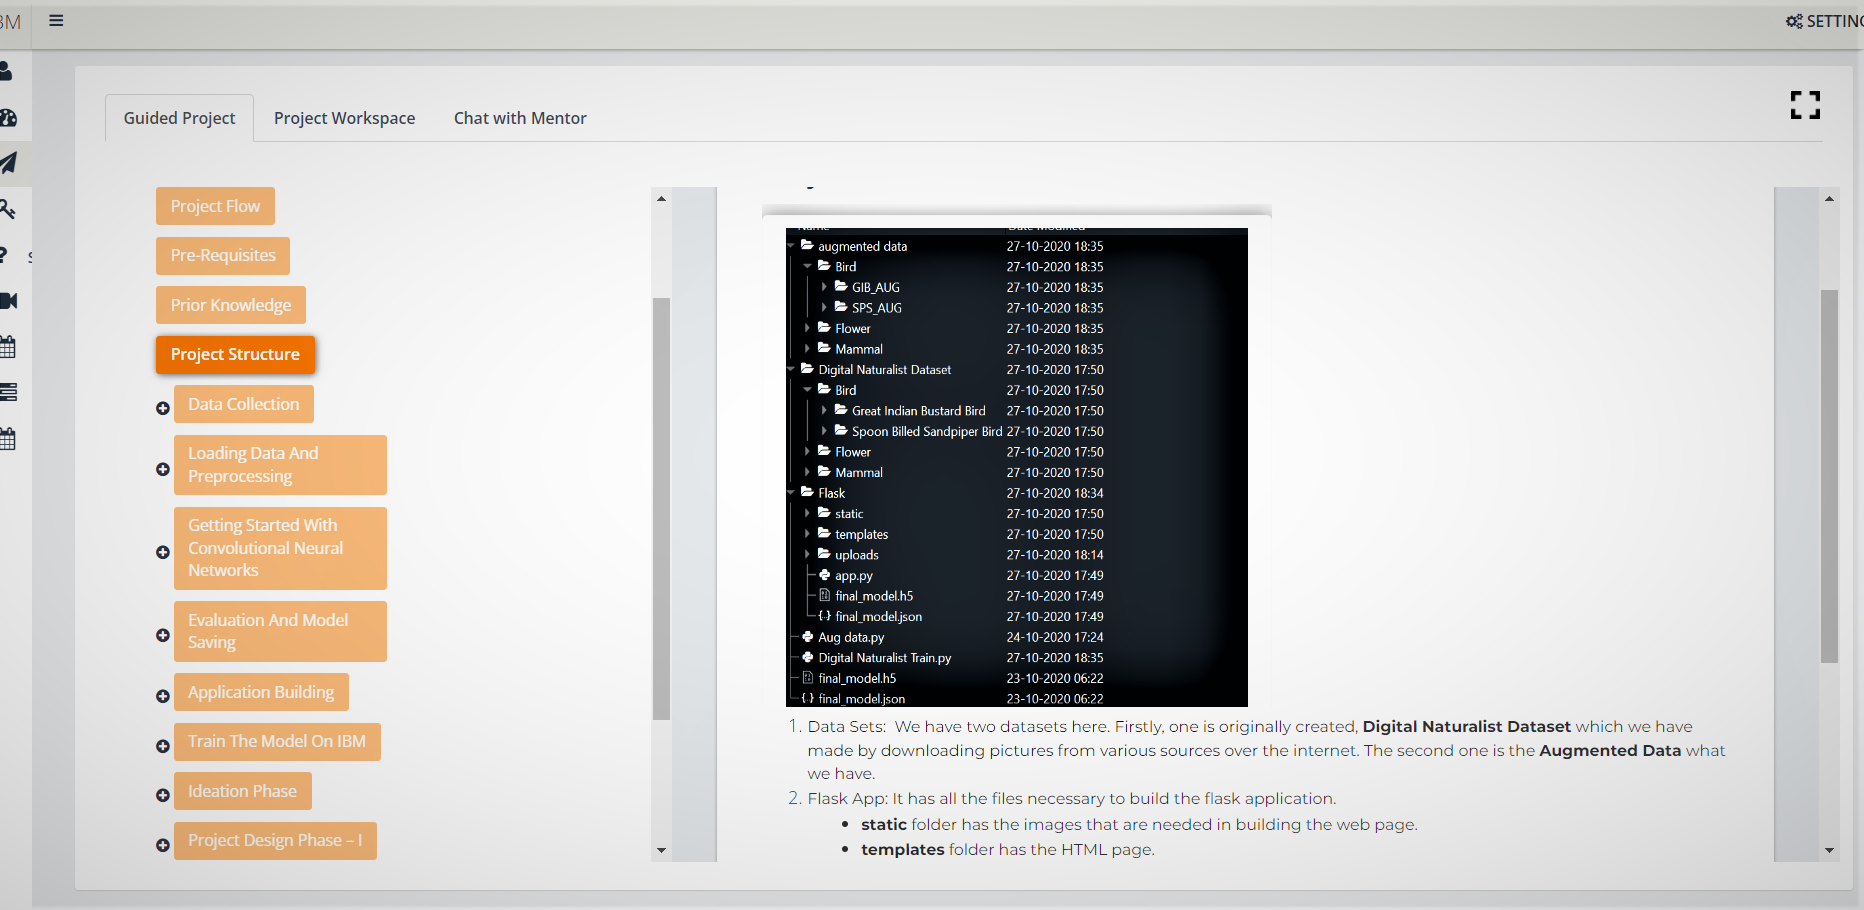 BM
SETTING
Guided Project Project Workspace Chat with Mentor
Project Flow
Pre-Requisites
Prior Knowledge
Project Structure
Data Collection
Loading Data And
Preprocessing
Getting Started With
Convolutional Neural
Networks
Evaluation And Model
Saving
Application Building
Train The Model On IBM
Ideation Phase
Project Design Phase – I
Name Date Modified
augmented data 27-10-2020 18:35
Bird 27-10-2020 18:35
GIB_AUG 27-10-2020 18:35
SPS_AUG 27-10-2020 18:35
Flower 27-10-2020 18:35
Mammal 27-10-2020 18:35
Digital Naturalist Dataset 27-10-2020 17:50
Bird 27-10-2020 17:50
Great Indian Bustard Bird 27-10-2020 17:50
Spoon Billed Sandpiper Bird 27-10-2020 17:50
Flower 27-10-2020 17:50
Mammal 27-10-2020 17:50
Flask 27-10-2020 18:34
static 27-10-2020 17:50
templates 27-10-2020 17:50
uploads 27-10-2020 18:14
app.py 27-10-2020 17:49
final_model.h5 27-10-2020 17:49
final_model.json 27-10-2020 17:49
Aug data.py 24-10-2020 17:24
Digital Naturalist Train.py 27-10-2020 18:35
final_model.h5 23-10-2020 06:22
final_model.json 23-10-2020 06:22
1. Data Sets: We have two datasets here. Firstly, one is originally created, Digital Naturalist Dataset which we have
made by downloading pictures from various sources over the internet. The second one is the Augmented Data what
we have.
2. Flask App: It has all the files necessary to build the flask application.
• static folder has the images that are needed in building the web page.
• templates folder has the HTML page.